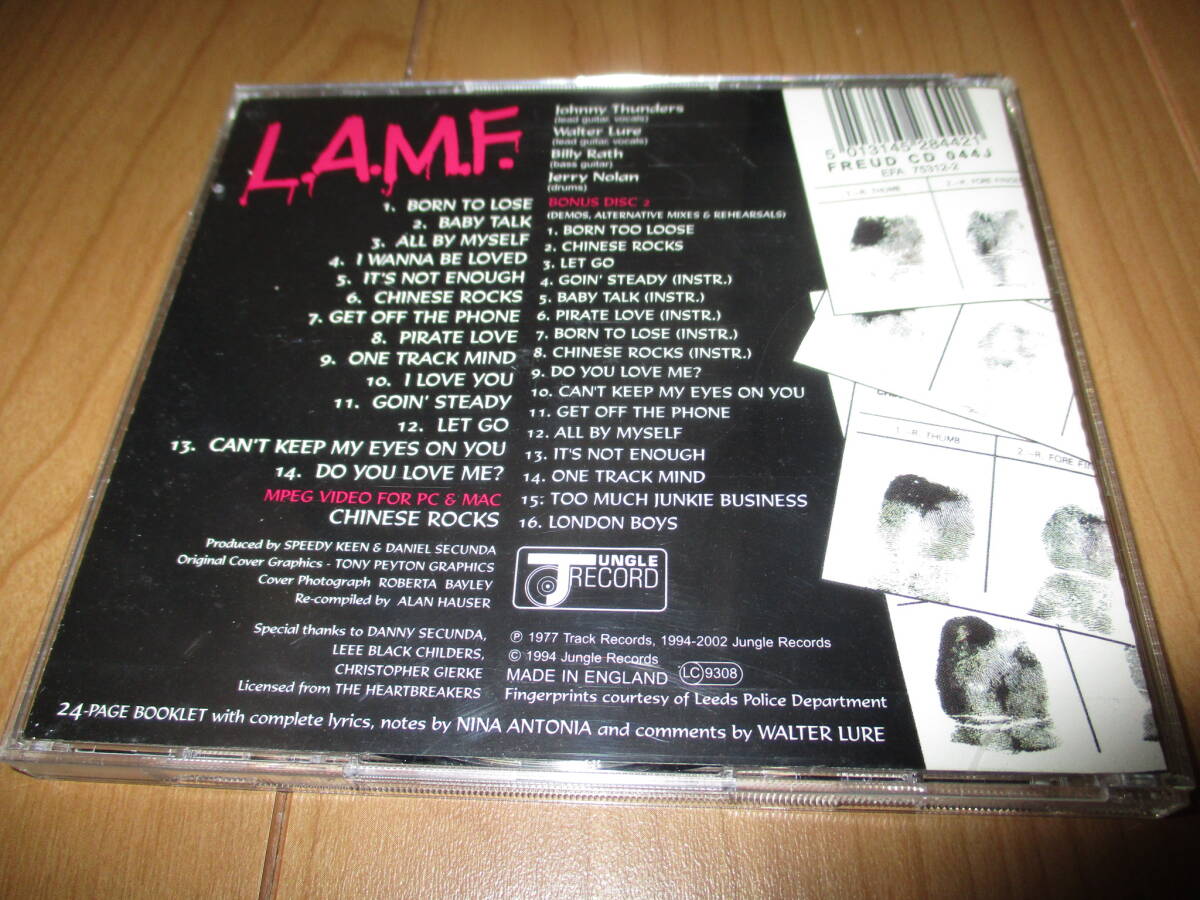 L.A.M.F.
Johnny Thunders
(lead guitar, vocals)
Walter Lure
(lead guitar, vocals)
Billy Rath
(bass guitar)
Jerry Nolan
(drums)
1. BORN TO LOSE
2. BABY TALK
3. ALL BY MYSELF
4. I WANNA BE LOVED
5. IT'S NOT ENOUGH
6. CHINESE ROCKS
7. GET OFF THE PHONE
8. PIRATE LOVE
9. ONE TRACK MIND
10. I LOVE YOU
11. GOIN' STEADY
12. LET GO
13. CAN'T KEEP MY EYES ON YOU
14. DO YOU LOVE ME?
MPEG VIDEO FOR PC & MAC
CHINESE ROCKS
BONUS DISC 2
(DEMOS, ALTERNATIVE MIXES & REHEARSALS)
1. BORN TOO LOOSE
2. CHINESE ROCKS
3. LET GO
4. GOIN' STEADY (INSTR.)
5. BABY TALK (INSTR.)
6. PIRATE LOVE (INSTR.)
7. BORN TO LOSE (INSTR.)
8. CHINESE ROCKS (INSTR.)
9. DO YOU LOVE ME?
10. CAN'T KEEP MY EYES ON YOU
11. GET OFF THE PHONE
12. ALL BY MYSELF
13. IT'S NOT ENOUGH
14. ONE TRACK MIND
15. TOO MUCH JUNKIE BUSINESS
16. LONDON BOYS
Produced by SPEEDY KEEN & DANIEL SECUNDA
Original Cover Graphics - TONY PEYTON GRAPHICS
Cover Photograph ROBERTA BAYLEY
Re-compiled by ALAN HAUSER
Special thanks to DANNY SECUNDA,
LEEE BLACK CHILDERS,
CHRISTOPHER GIERKE
Licensed from THE HEARTBREAKERS
JUNGLE
RECORD
℗ 1977 Track Records, 1994-2002 Jungle Records
© 1994 Jungle Records
MADE IN ENGLAND LC 9308
Fingerprints courtesy of Leeds Police Department
24-PAGE BOOKLET with complete lyrics, notes by NINA ANTONIA and comments by WALTER LURE
5 013145 284421
FREUD CD 044J
EFA 75312-2
1.-R. THUMB
2.-R. FORE FINGE
1.-R. THUMB
2.-R. FORE FIN